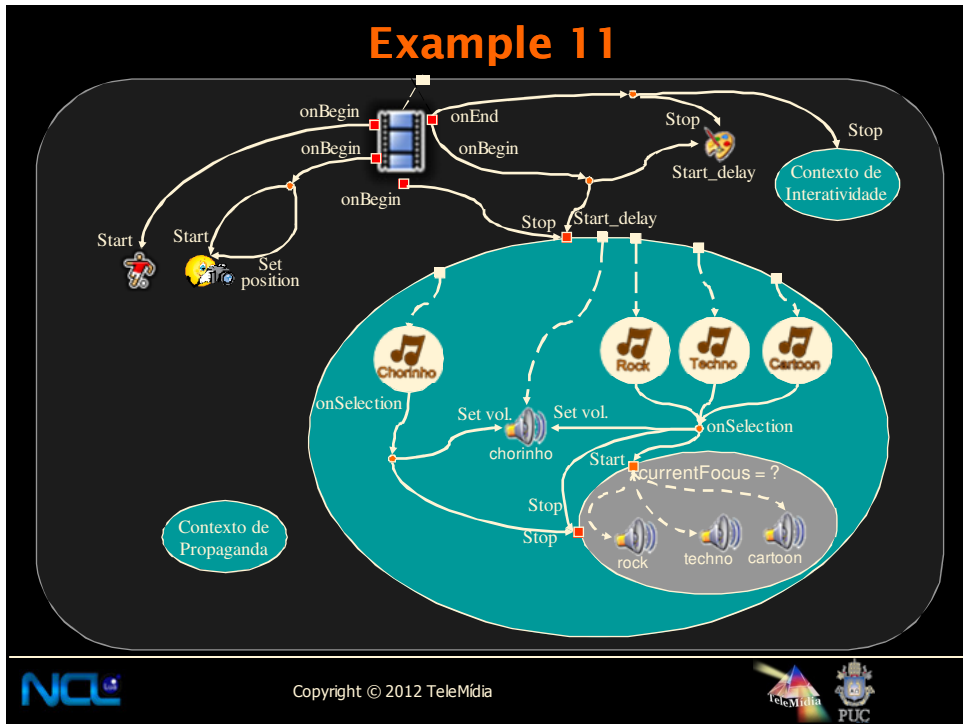 Example 11
onBegin
onEnd
onBegin
onBegin
onBegin
Stop
Stop
Start_delay
Contexto de
Interatividade
Start
Start
Set
position
Stop
Start_delay
Chorinho
Rock
Techno
Cartoon
onSelection
Set vol.
Set vol.
onSelection
chorinho
Start
currentFocus = ?
Stop
Stop
rock
techno
cartoon
Contexto de
Propaganda
NCL
Copyright © 2012 TeleMídia
TeleMídia
PUC